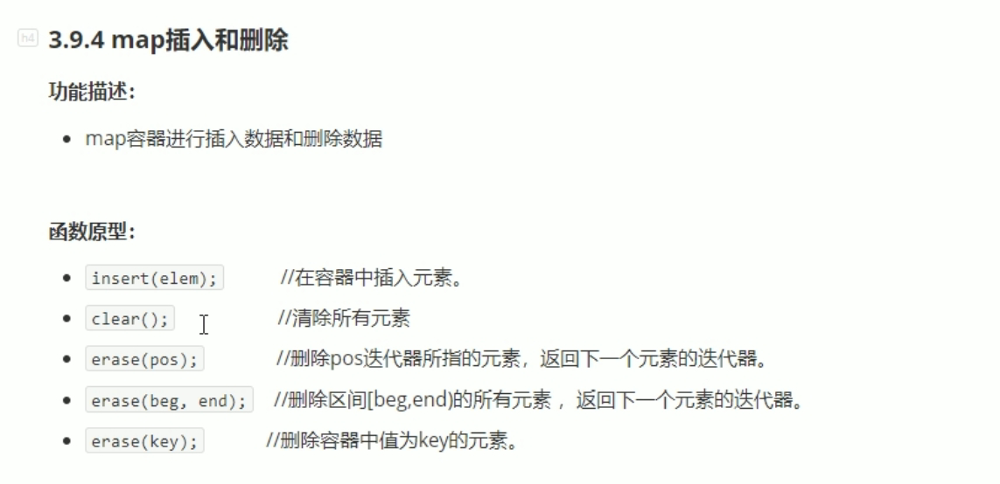 h4
3.9.4 map插入和删除
功能描述：
map容器进行插入数据和删除数据
函数原型：
insert(elem); //在容器中插入元素。
clear(); //清除所有元素
erase(pos); //删除pos迭代器所指的元素，返回下一个元素的迭代器。
erase(beg, end); //删除区间[beg,end)的所有元素 ，返回下一个元素的迭代器。
erase(key); //删除容器中值为key的元素。